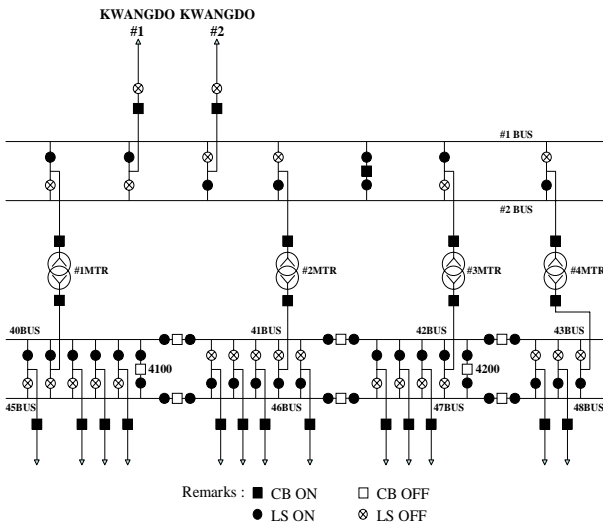 KWANGDO KWANGDO
#1 #2
#1 BUS
#2 BUS
#1MTR #2MTR #3MTR #4MTR
40BUS 41BUS 42BUS 43BUS
4100 4200
45BUS 46BUS 47BUS 48BUS
Remarks : CB ON CB OFF
LS ON LS OFF